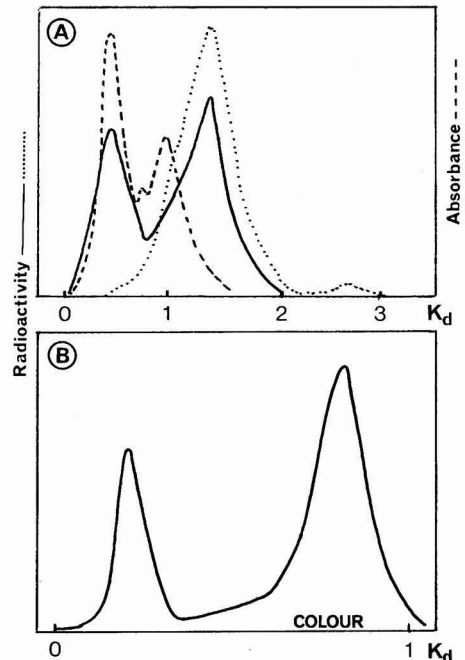 A
Radioactivity
Absorbance
0 1 2 3 Kd
B
COLOUR
0 1 Kd